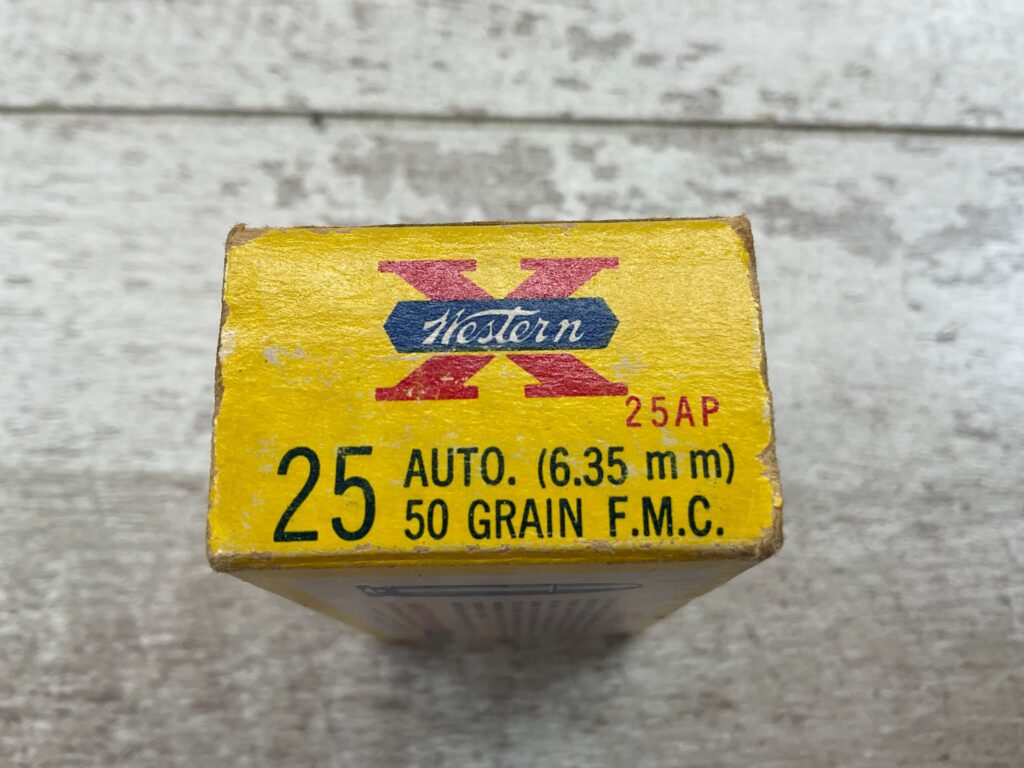 Western
25AP
25 AUTO. (6.35 mm)
50 GRAIN F.M.C.